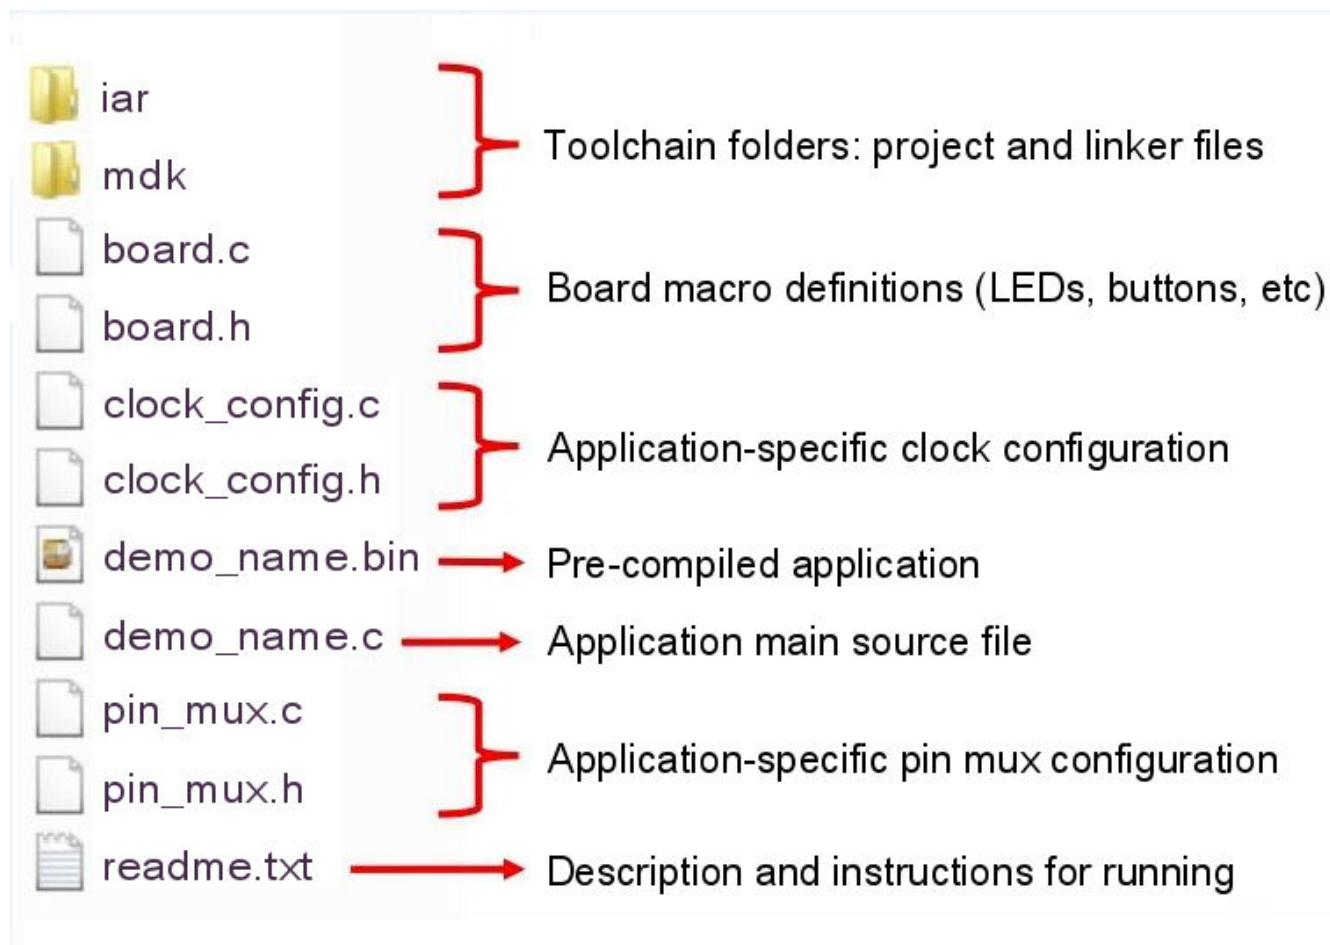 iar
mdk
Toolchain folders: project and linker files
board.c
board.h
Board macro definitions (LEDs, buttons, etc)
clock_config.c
clock_config.h
Application-specific clock configuration
demo_name.bin
Pre-compiled application
demo_name.c
Application main source file
pin_mux.c
pin_mux.h
Application-specific pin mux configuration
readme.txt
Description and instructions for running